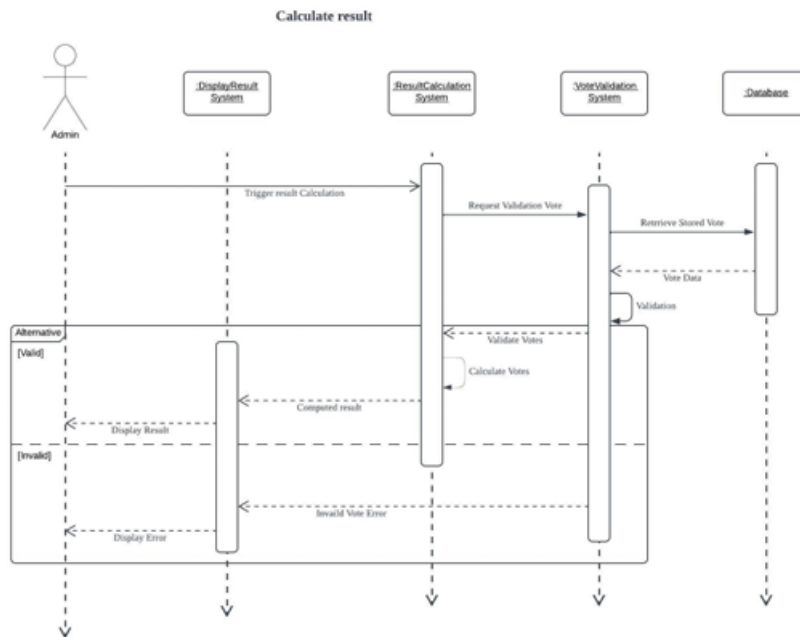 Calculate result
:DisplayResult
System
:ResultCalculation
System
:VoteValidation
System
:Database
Admin
Trigger result Calculation
Request Validation Vote
Retrrieve Stored Vote
Vote Data
Validation
Alternative
[Valid]
Validate Votes
Calculate Votes
Computed result
Display Result
[Invalid]
Invaild Vote Error
Display Error